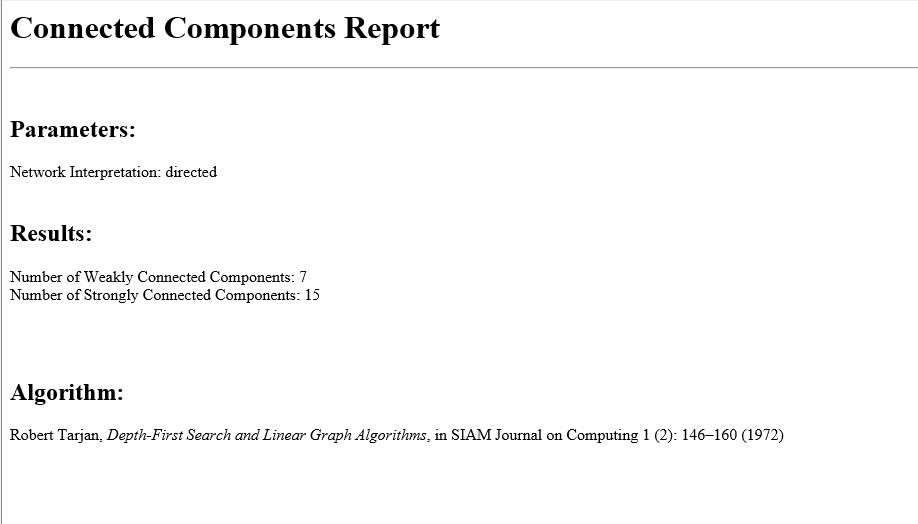 Connected Components Report
Parameters:
Network Interpretation: directed
Results:
Number of Weakly Connected Components: 7
Number of Strongly Connected Components: 15
Algorithm:
Robert Tarjan, Depth-First Search and Linear Graph Algorithms, in SIAM Journal on Computing 1 (2): 146–160 (1972)